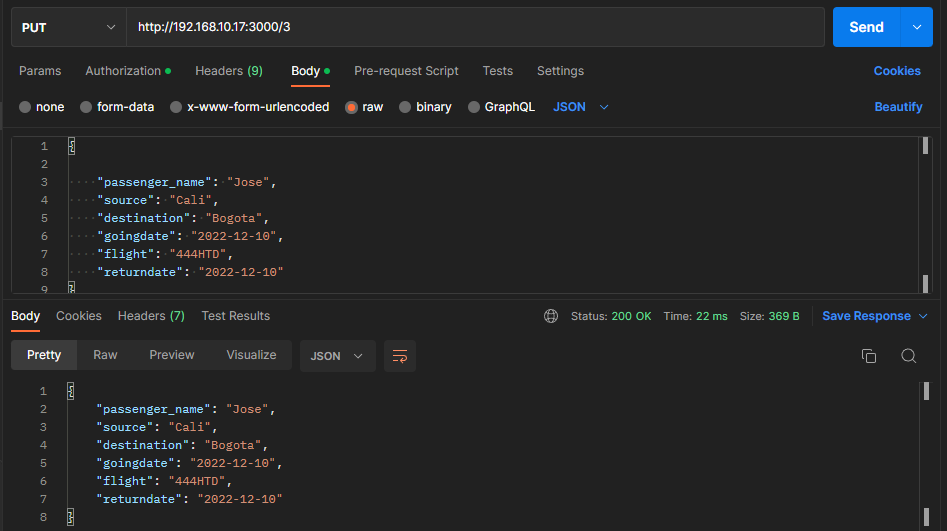 PUT http://192.168.10.17:3000/3 Send
Params Authorization Headers (9) Body Pre-request Script Tests Settings Cookies
none form-data x-www-form-urlencoded raw binary GraphQL JSON Beautify
1 {
2
3 "passenger_name": "Jose",
4 "source": "Cali",
5 "destination": "Bogota",
6 "goingdate": "2022-12-10",
7 "flight": "444HTD",
8 "returndate": "2022-12-10"
9 }
Body Cookies Headers (7) Test Results Status: 200 OK Time: 22 ms Size: 369 B Save Response
Pretty Raw Preview Visualize JSON
1 {
2 "passenger_name": "Jose",
3 "source": "Cali",
4 "destination": "Bogota",
5 "goingdate": "2022-12-10",
6 "flight": "444HTD",
7 "returndate": "2022-12-10"
8 }